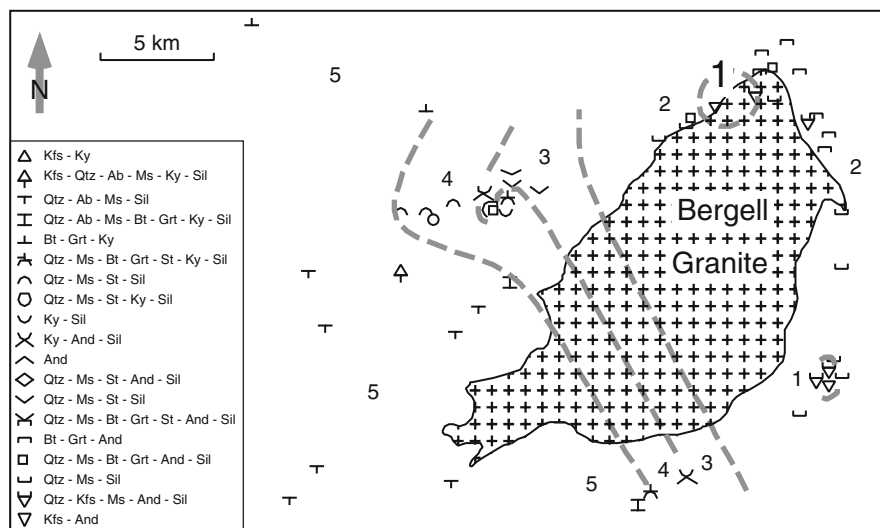 5 km
N
5
1
2
3
4
2
Bergell
Granite
Kfs - Ky
Kfs - Qtz - Ab - Ms - Ky - Sil
Qtz - Ab - Ms - Sil
Qtz - Ab - Ms - Bt - Grt - Ky - Sil
Bt - Grt - Ky
Qtz - Ms - Bt - Grt - St - Ky - Sil
Qtz - Ms - St - Sil
Qtz - Ms - St - Ky - Sil
Ky - Sil
Ky - And - Sil
And
Qtz - Ms - St - And - Sil
Qtz - Ms - St - Sil
Qtz - Ms - Bt - Grt - St - And - Sil
Bt - Grt - And
Qtz - Ms - Bt - Grt - And - Sil
Qtz - Ms - Sil
Qtz - Kfs - Ms - And - Sil
Kfs - And
5
1
5
4
3